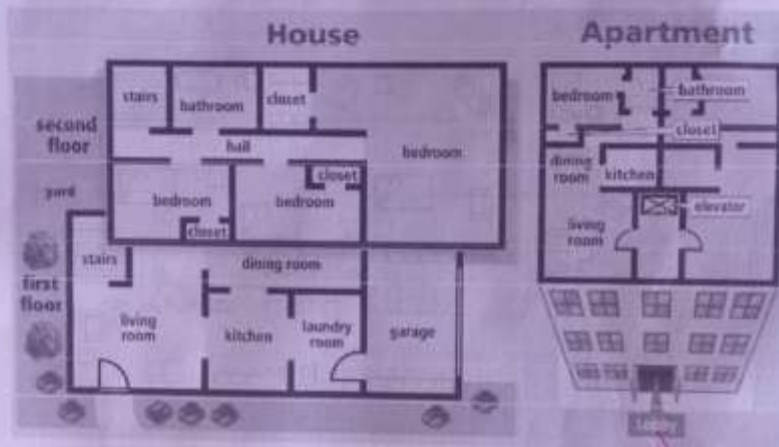 House
Apartment
stairs
bathroom
closet
second
floor
hall
bedroom
closet
bedroom
bedroom
closet
yard
stairs
dining room
first
floor
living
room
kitchen
laundry
room
garage
bedroom
bathroom
closet
dining
room
kitchen
elevator
living
room
Lobby